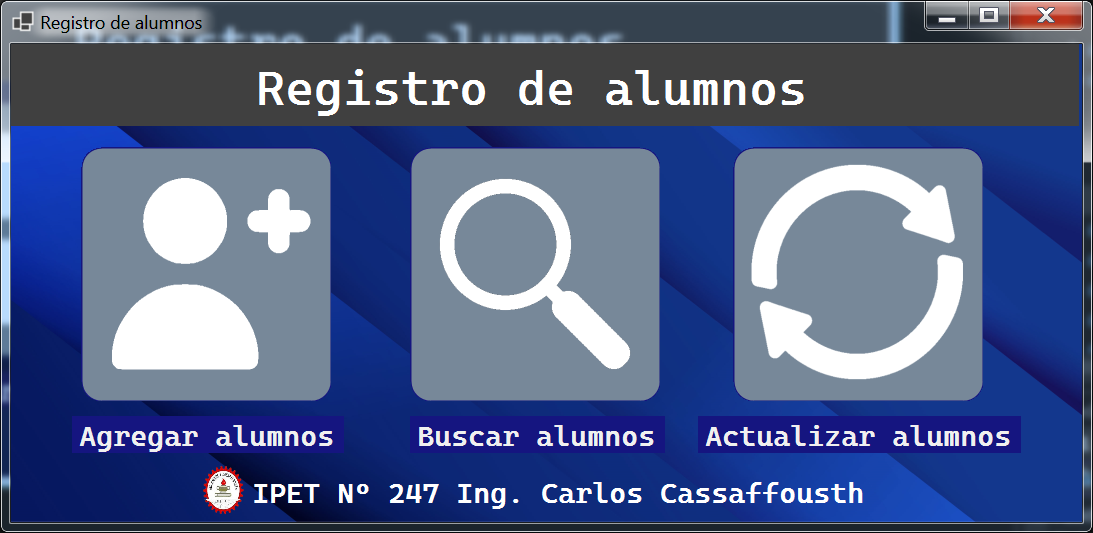 Registro de alumnos
Registro de alumnos
Agregar alumnos
Buscar alumnos
Actualizar alumnos
IPET Nº 247 Ing. Carlos Cassaffousth